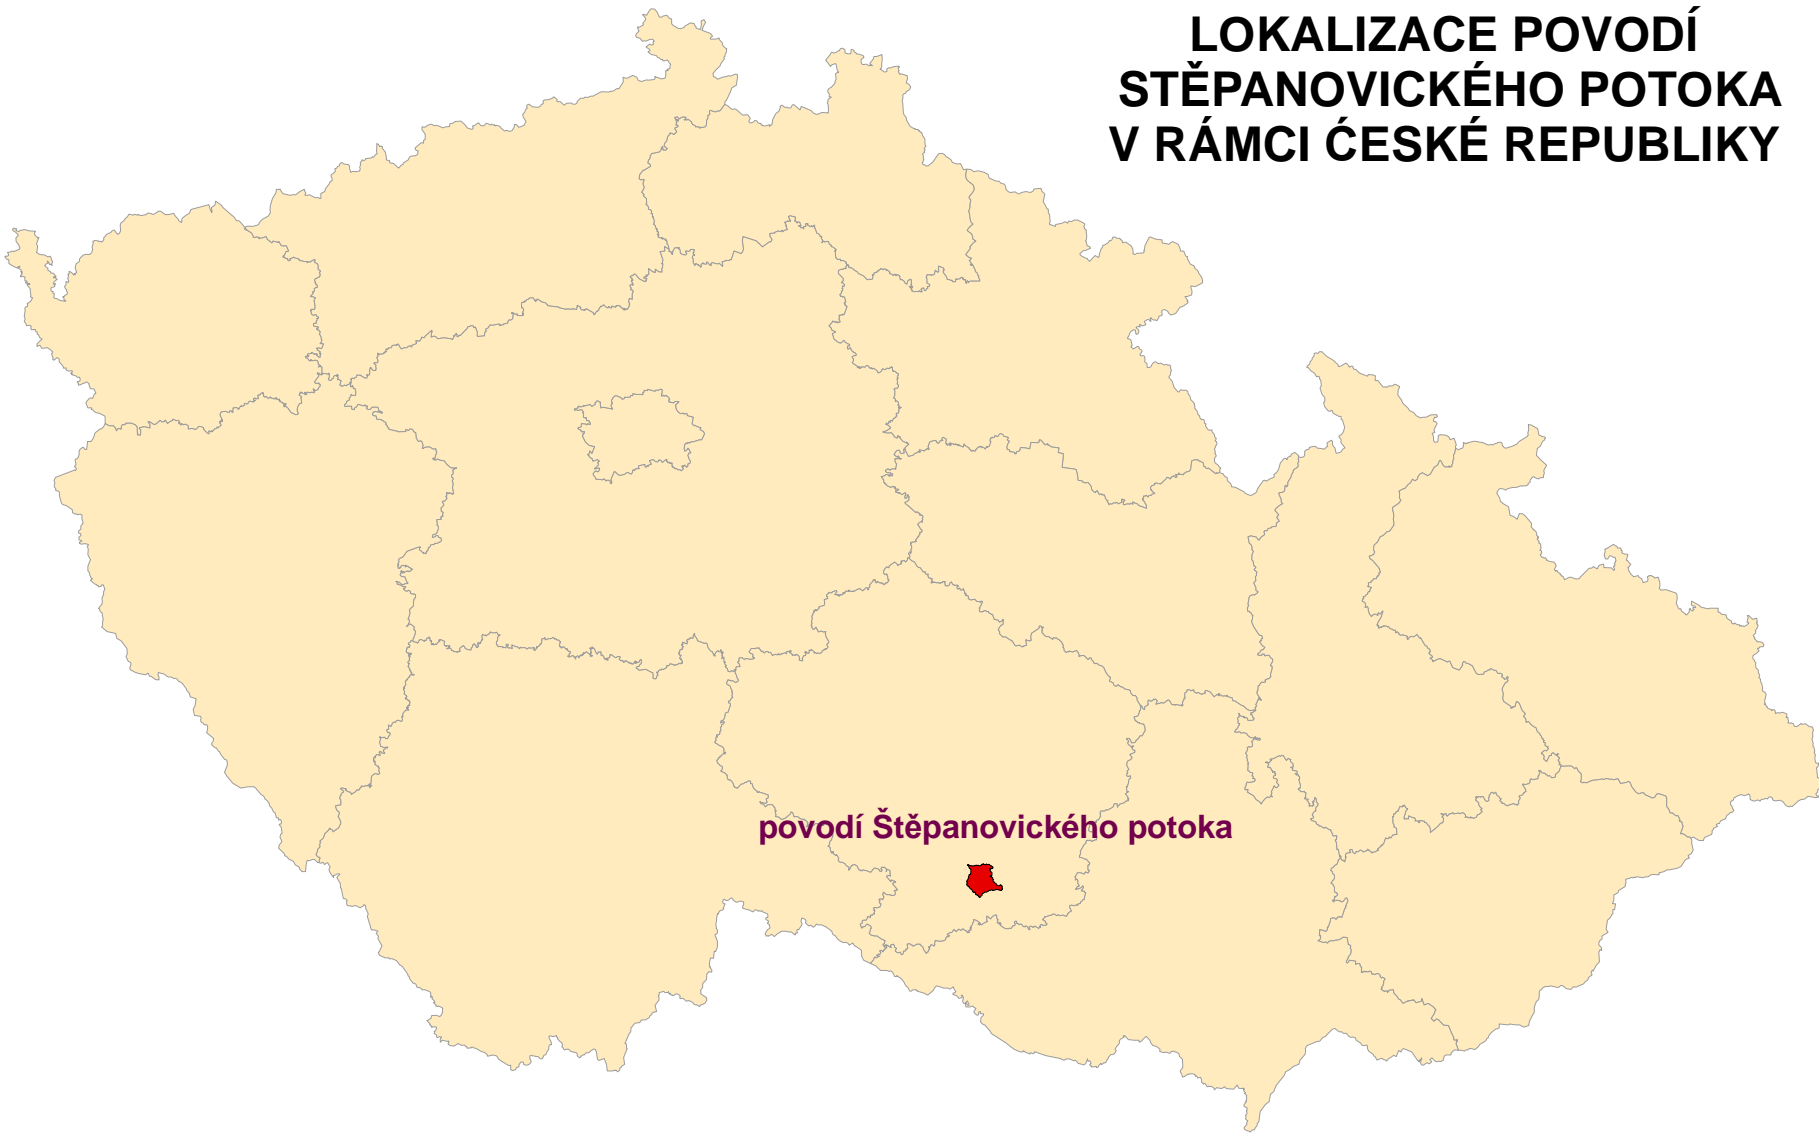 LOKALIZACE POVODÍ
STĚPANOVICKÉHO POTOKA
V RÁMCI ĆESKÉ REPUBLIKY
povodí Štěpanovického potoka